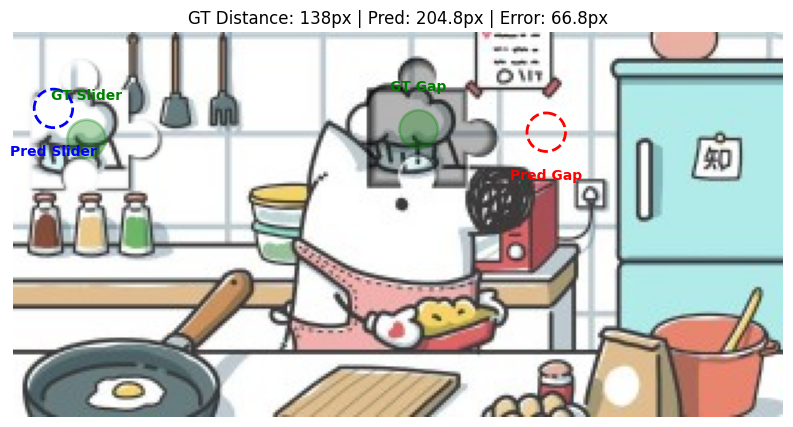 GT Distance: 138px | Pred: 204.8px | Error: 66.8px
GT Slider
GT Gap
Pred Slider
Pred Gap
知